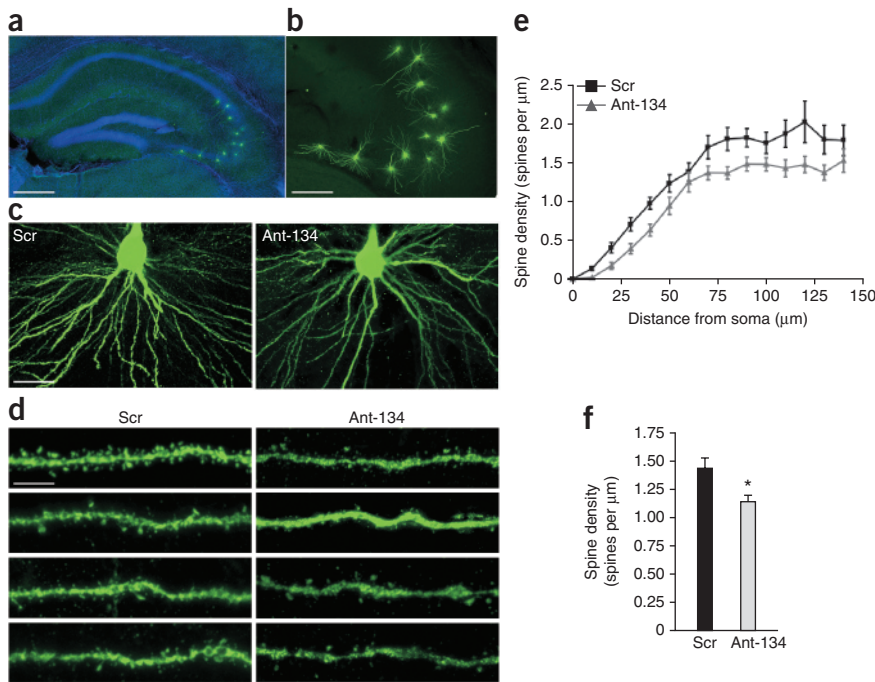 a
b
c
Scr
Ant-134
d
Scr
Ant-134
e
Scr
Ant-134
Spine density (spines per μm)
2.5
2.0
1.5
1.0
0.5
0
0
25
50
75
100
125
150
Distance from soma (μm)
f
Spine density
(spines per μm)
1.75
1.50
1.25
1.00
0.75
0.50
0.25
0
*
Scr
Ant-134